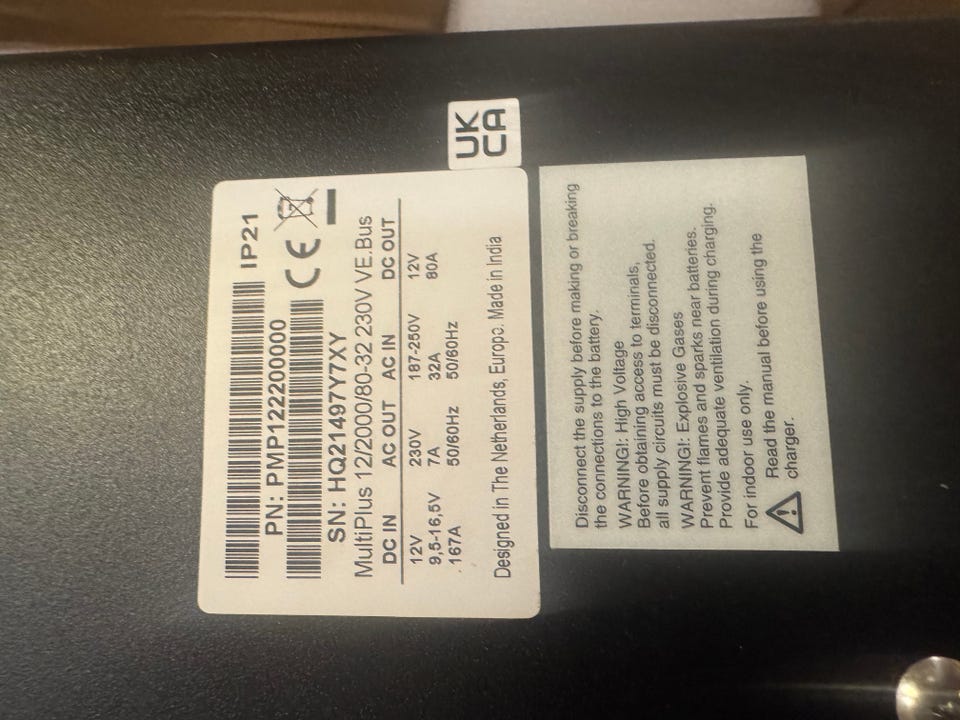 IP21
PN: PMP122200000
CE
SN: HQ21497Y7XY
MultiPlus 12/2000/80-32 230V VE.Bus
DC IN AC OUT AC IN DC OUT
12V 230V 187-250V 12V
9,5-16,5V 7A 32A 80A
167A 50/60Hz 50/60Hz
Designed in The Netherlands, Europe. Made in India
UK
CA
Disconnect the supply before making or breaking
the connections to the battery.
WARNING!: High Voltage
Before obtaining access to terminals,
all supply circuits must be disconnected.
WARNING!: Explosive Gases
Prevent flames and sparks near batteries.
Provide adequate ventilation during charging.
For indoor use only.
Read the manual before using the
charger.